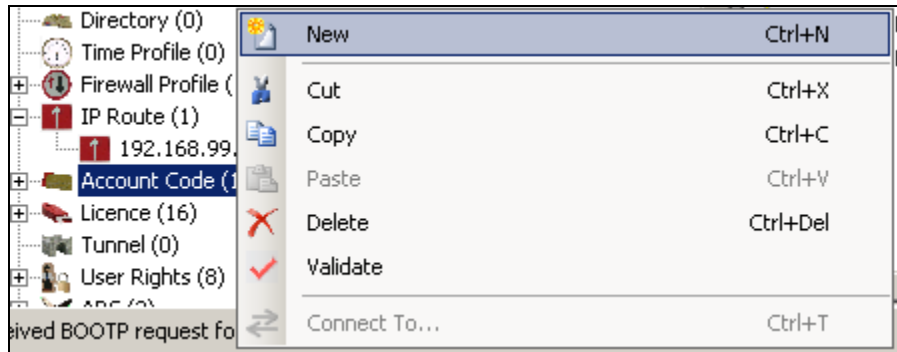 Directory (0)
Time Profile (0)
Firewall Profile (
IP Route (1)
192.168.99.
Account Code (1
Licence (16)
Tunnel (0)
User Rights (8)
eived BOOTP request fo
New Ctrl+N
Cut Ctrl+X
Copy Ctrl+C
Paste Ctrl+V
Delete Ctrl+Del
Validate
Connect To... Ctrl+T